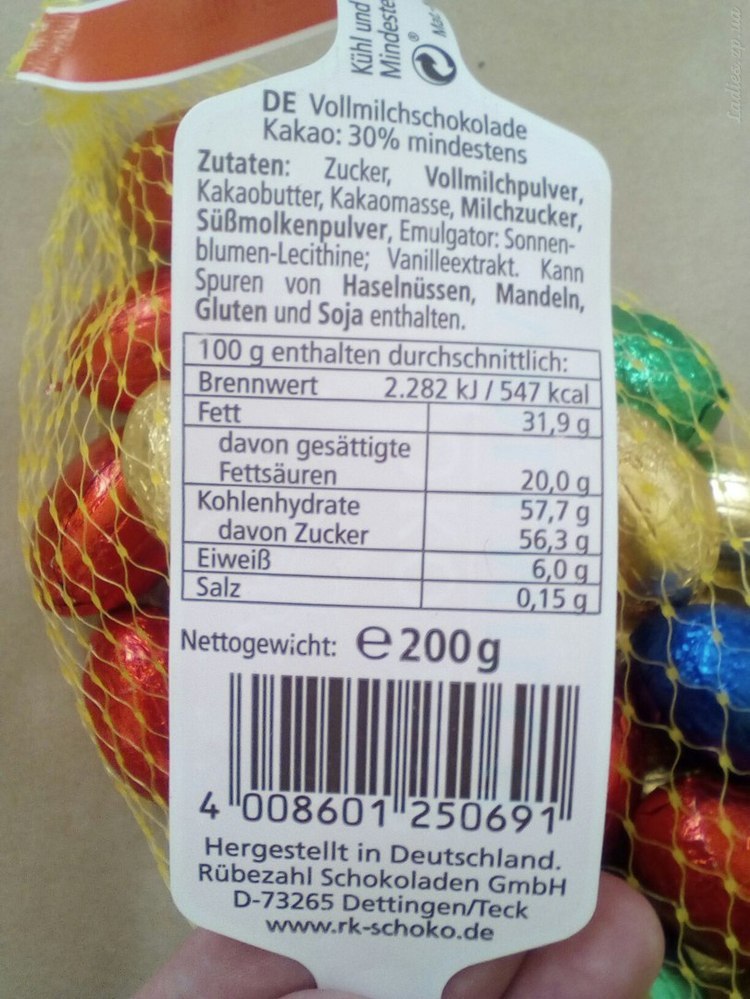 Kühl und
Mindeste
®
DE Vollmilchschokolade
Kakao: 30% mindestens
Zutaten: Zucker, Vollmilchpulver,
Kakaobutter, Kakaomasse, Milchzucker,
Süßmolkenpulver, Emulgator: Sonnen-
blumen-Lecithine; Vanilleextrakt. Kann
Spuren von Haselnüssen, Mandeln,
Gluten und Soja enthalten.
100 g enthalten durchschnittlich:
Brennwert 2.282 kJ / 547 kcal
Fett 31,9 g
davon gesättigte
Fettsäuren 20,0 g
Kohlenhydrate 57,7 g
davon Zucker 56,3 g
Eiweiß 6,0 g
Salz 0,15 g
Nettogewicht: e 200 g
4 008601 250691
Hergestellt in Deutschland.
Rübezahl Schokoladen GmbH
D-73265 Dettingen/Teck
www.rk-schoko.de
Ladies.zp.ua